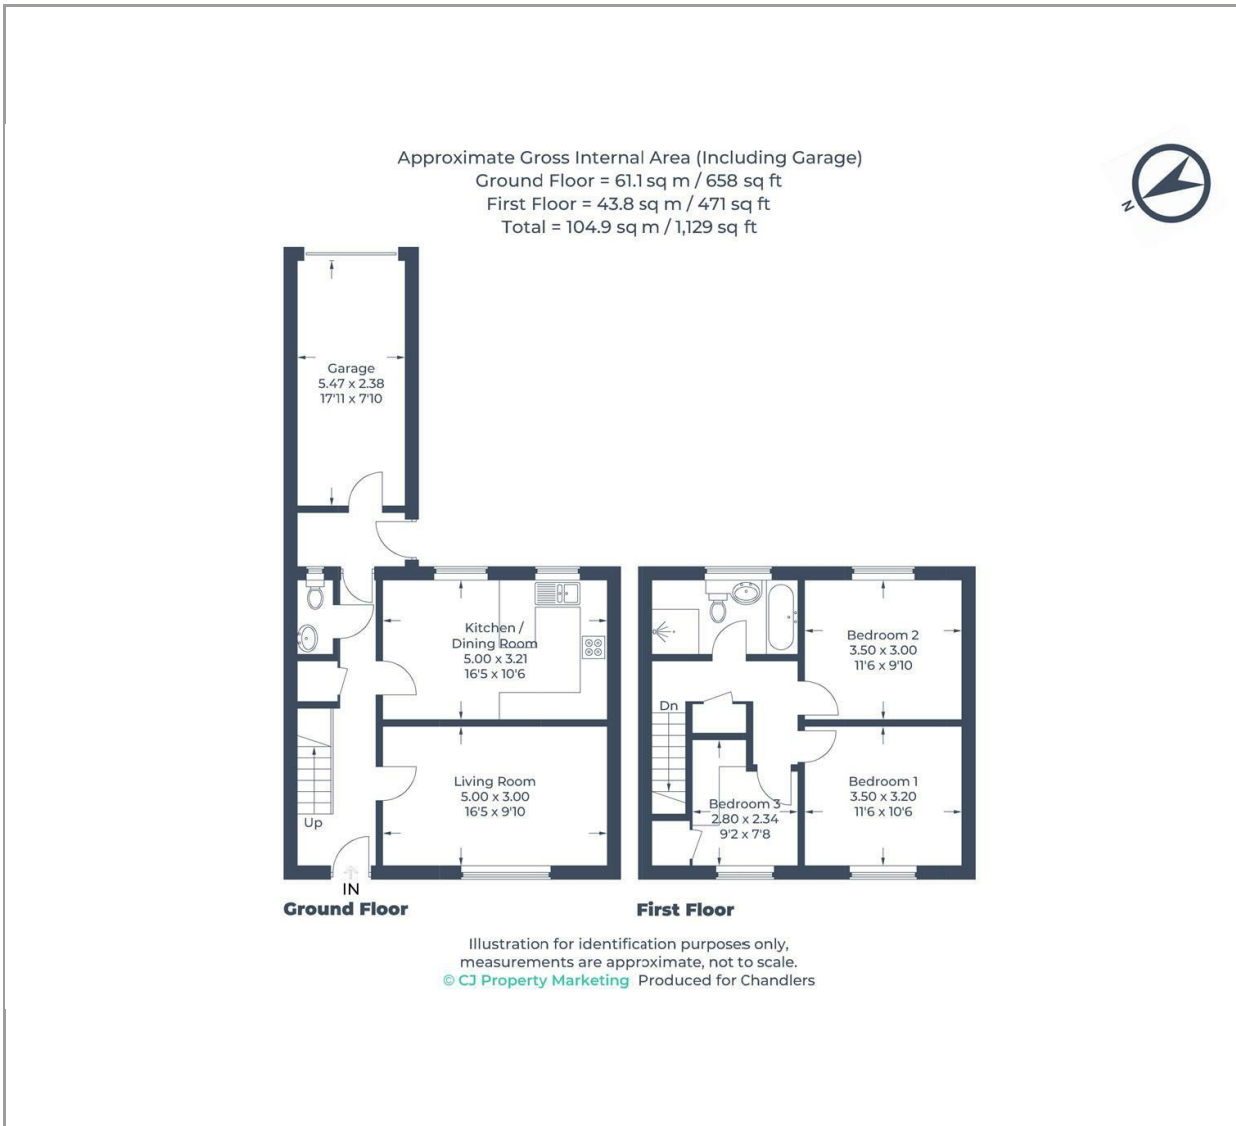 Approximate Gross Internal Area (Including Garage)
Ground Floor = 61.1 sq m / 658 sq ft
First Floor = 43.8 sq m / 471 sq ft
Total = 104.9 sq m / 1,129 sq ft
N
Garage
5.47 x 2.38
17'11 x 7'10
Kitchen /
Dining Room
5.00 x 3.21
16'5 x 10'6
Living Room
5.00 x 3.00
16'5 x 9'10
Up
IN
Ground Floor
Bedroom 2
3.50 x 3.00
11'6 x 9'10
Dn
Bedroom 1
3.50 x 3.20
11'6 x 10'6
Bedroom 3
2.80 x 2.34
9'2 x 7'8
First Floor
Illustration for identification purposes only,
measurements are approximate, not to scale.
© CJ Property Marketing Produced for Chandlers